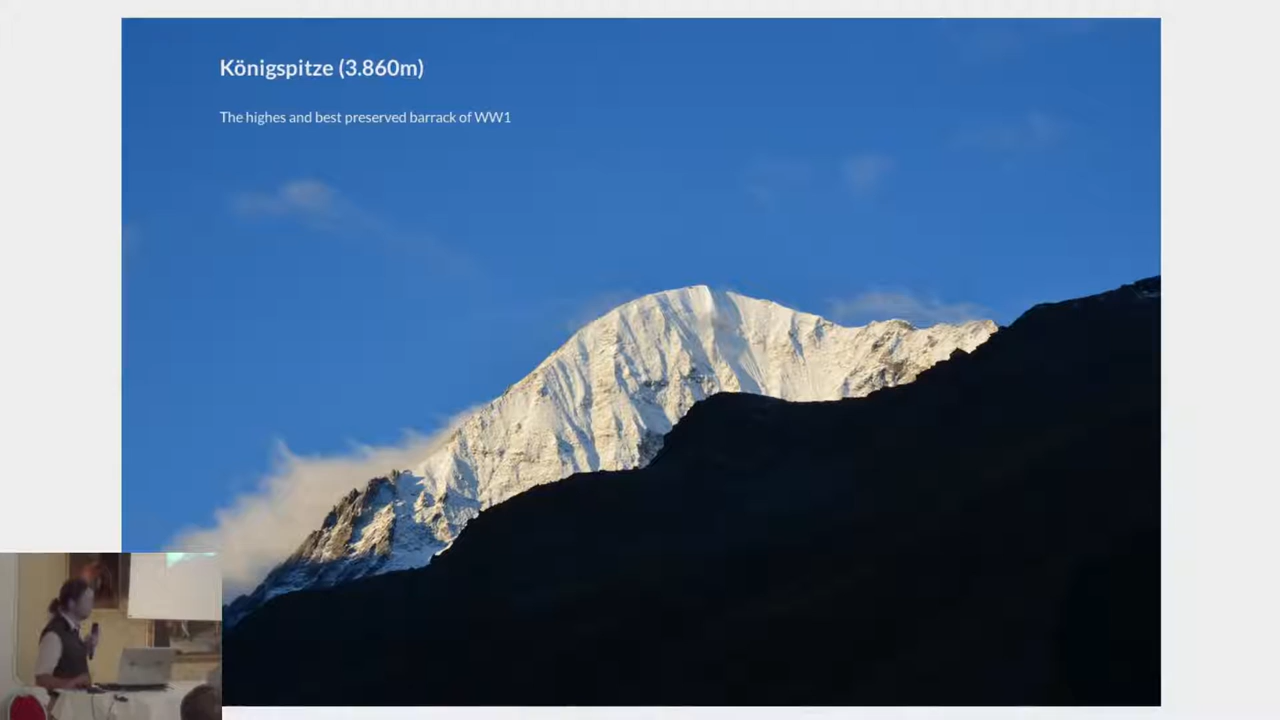 Königspitze (3.860m)
The highes and best preserved barrack of WW1